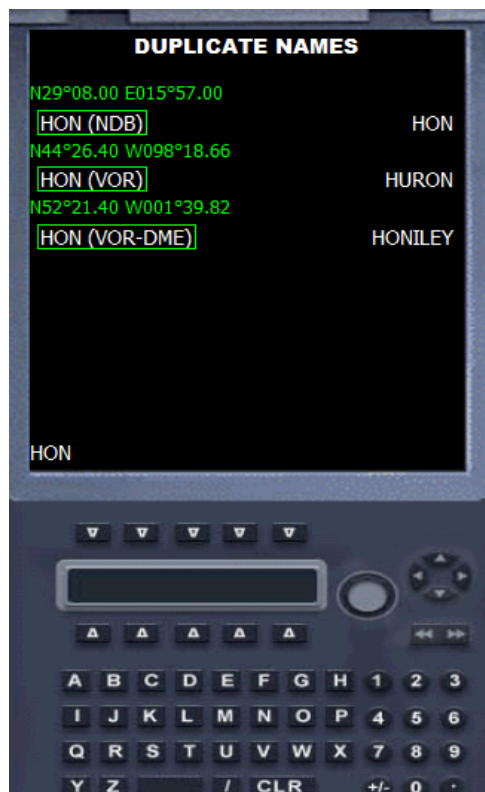 DUPLICATE NAMES
N29°08.00 E015°57.00
HON (NDB) HON
N44°26.40 W098°18.66
HON (VOR) HURON
N52°21.40 W001°39.82
HON (VOR-DME) HONILEY
HON
A B C D E F G H 1 2 3
I J K L M N O P 4 5 6
Q R S T U V W X 7 8 9
Y Z / CLR +/- 0 .